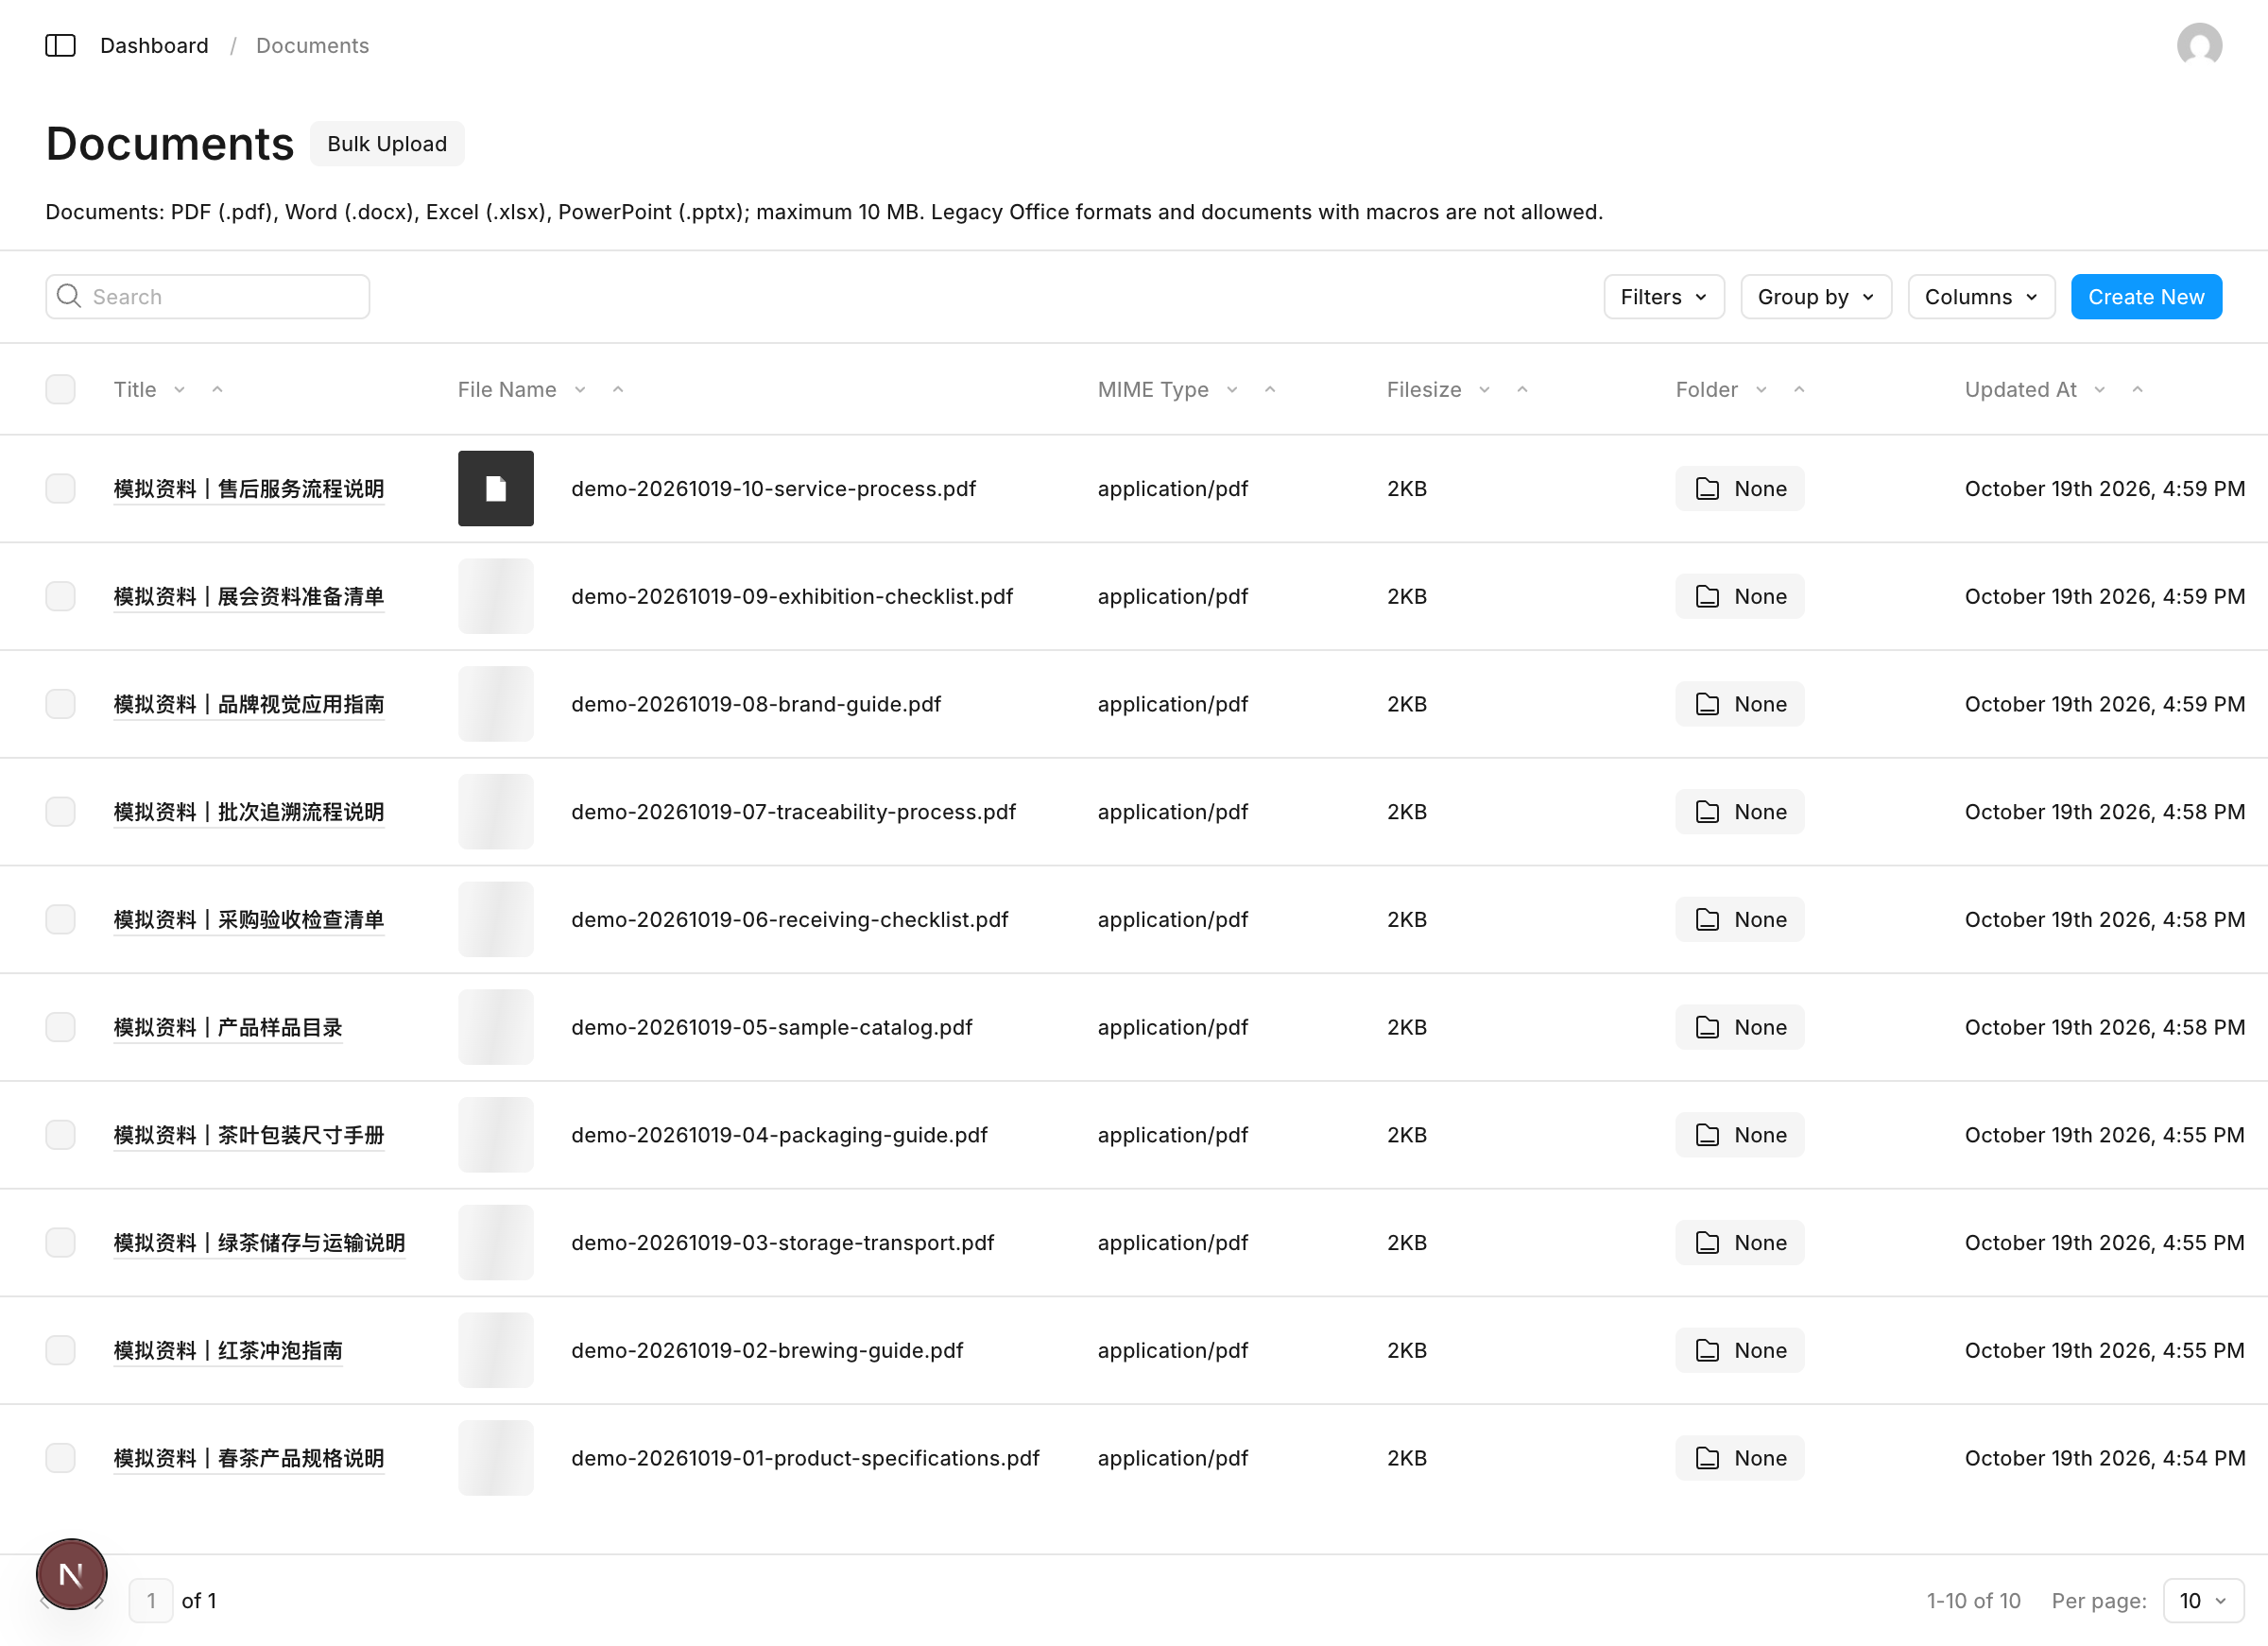 Dashboard / Documents
Documents Bulk Upload
Documents: PDF (.pdf), Word (.docx), Excel (.xlsx), PowerPoint (.pptx); maximum 10 MB. Legacy Office formats and documents with macros are not allowed.
Search Filters Group by Columns Create New
Title File Name MIME Type Filesize Folder Updated At
模拟资料｜售后服务流程说明 demo-20261019-10-service-process.pdf application/pdf 2KB None October 19th 2026, 4:59 PM
模拟资料｜展会资料准备清单 demo-20261019-09-exhibition-checklist.pdf application/pdf 2KB None October 19th 2026, 4:59 PM
模拟资料｜品牌视觉应用指南 demo-20261019-08-brand-guide.pdf application/pdf 2KB None October 19th 2026, 4:59 PM
模拟资料｜批次追溯流程说明 demo-20261019-07-traceability-process.pdf application/pdf 2KB None October 19th 2026, 4:58 PM
模拟资料｜采购验收检查清单 demo-20261019-06-receiving-checklist.pdf application/pdf 2KB None October 19th 2026, 4:58 PM
模拟资料｜产品样品目录 demo-20261019-05-sample-catalog.pdf application/pdf 2KB None October 19th 2026, 4:58 PM
模拟资料｜茶叶包装尺寸手册 demo-20261019-04-packaging-guide.pdf application/pdf 2KB None October 19th 2026, 4:55 PM
模拟资料｜绿茶储存与运输说明 demo-20261019-03-storage-transport.pdf application/pdf 2KB None October 19th 2026, 4:55 PM
模拟资料｜红茶冲泡指南 demo-20261019-02-brewing-guide.pdf application/pdf 2KB None October 19th 2026, 4:55 PM
模拟资料｜春茶产品规格说明 demo-20261019-01-product-specifications.pdf application/pdf 2KB None October 19th 2026, 4:54 PM
N
1 of 1 1-10 of 10 Per page: 10